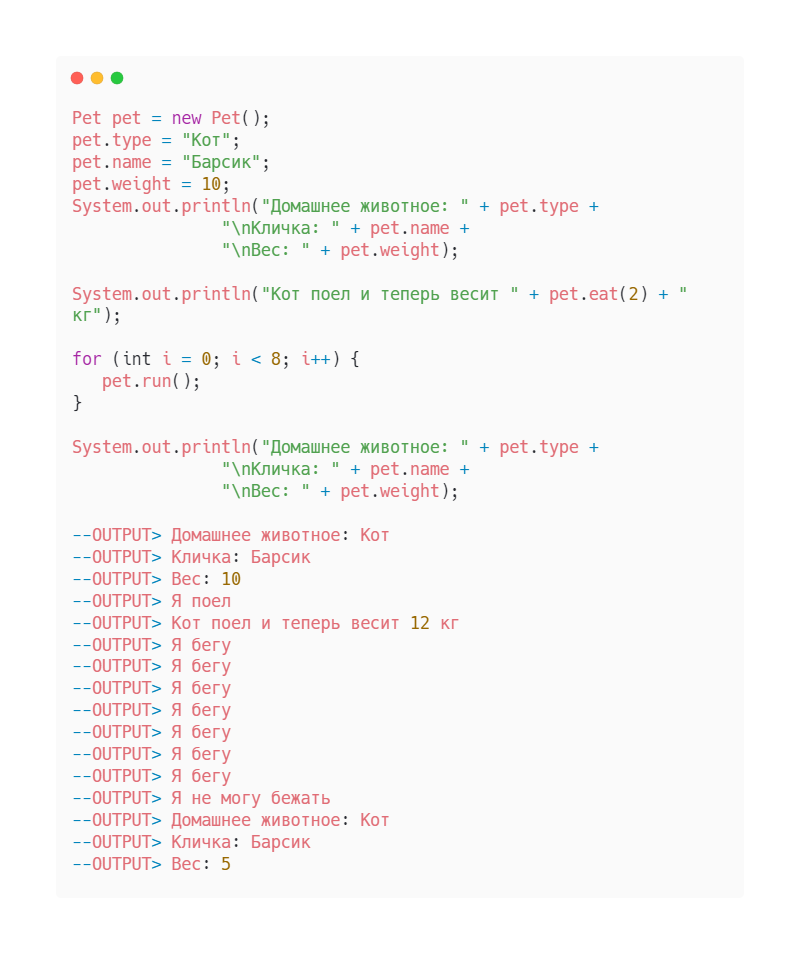 Pet pet = new Pet();
pet.type = "Кот";
pet.name = "Барсик";
pet.weight = 10;
System.out.println("Домашнее животное: " + pet.type +
               "\nКличка: " + pet.name +
               "\nВес: " + pet.weight);

System.out.println("Кот поел и теперь весит " + pet.eat(2) + "
кг");

for (int i = 0; i < 8; i++) {
   pet.run();
}

System.out.println("Домашнее животное: " + pet.type +
               "\nКличка: " + pet.name +
               "\nВес: " + pet.weight);

--OUTPUT> Домашнее животное: Кот
--OUTPUT> Кличка: Барсик
--OUTPUT> Вес: 10
--OUTPUT> Я поел
--OUTPUT> Кот поел и теперь весит 12 кг
--OUTPUT> Я бегу
--OUTPUT> Я бегу
--OUTPUT> Я бегу
--OUTPUT> Я бегу
--OUTPUT> Я бегу
--OUTPUT> Я бегу
--OUTPUT> Я бегу
--OUTPUT> Я не могу бежать
--OUTPUT> Домашнее животное: Кот
--OUTPUT> Кличка: Барсик
--OUTPUT> Вес: 5